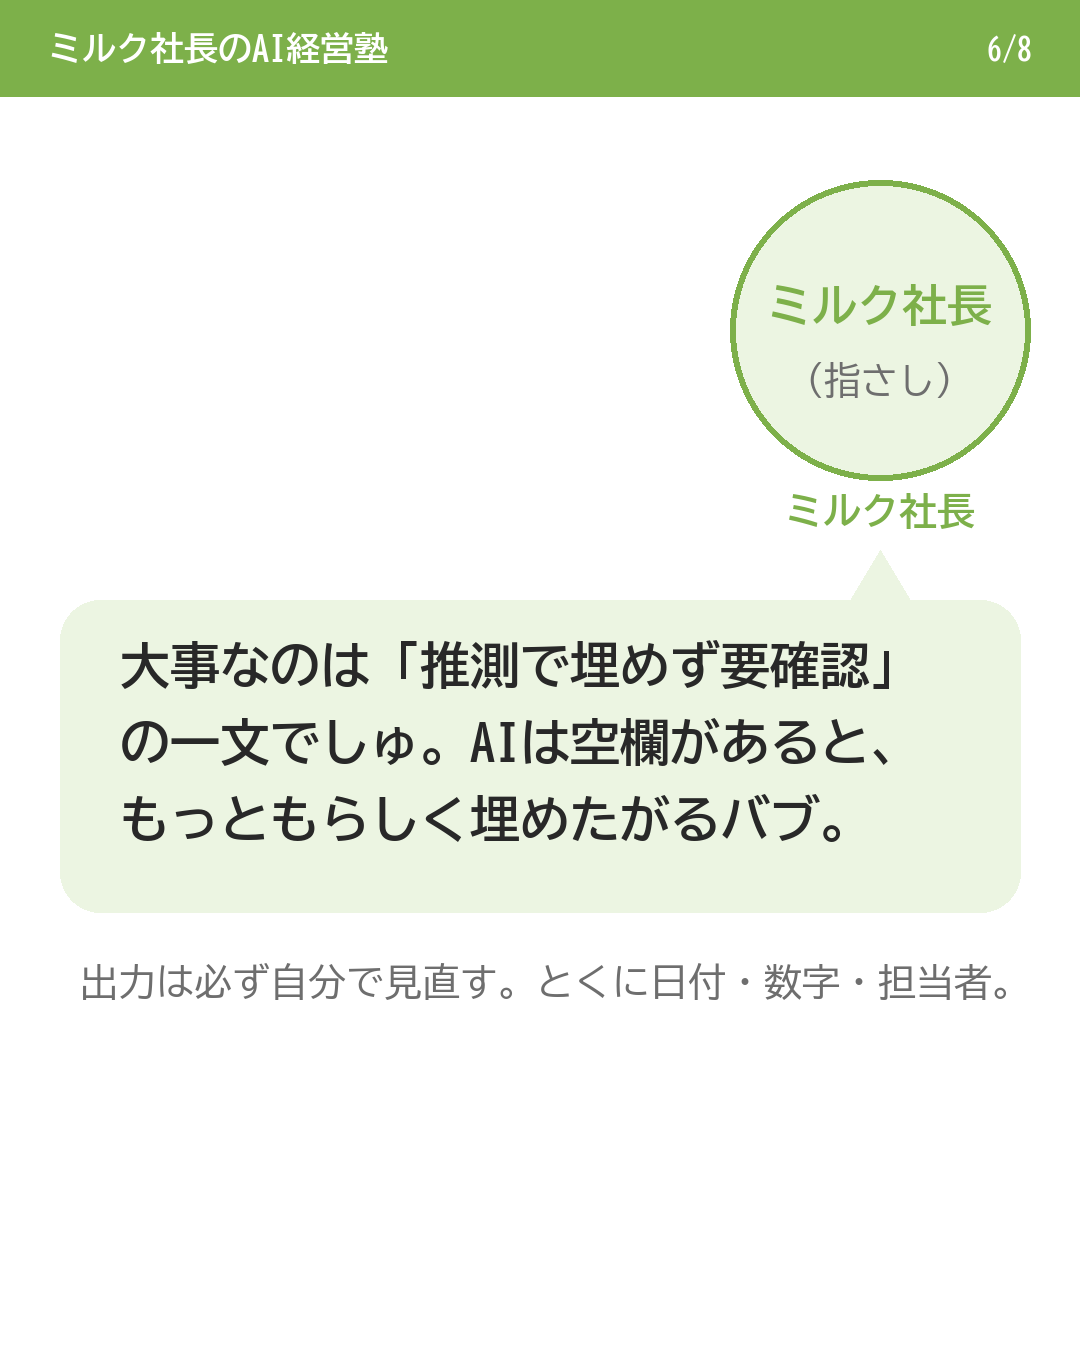 ミルク社長のAI経営塾
6/8
ミルク社長
（指さし）
ミルク社長
大事なのは「推測で埋めず要確認」
の一文でしゅ。AIは空欄があると、
もっともらしく埋めたがるバブ。
出力は必ず自分で見直す。とくに日付・数字・担当者。